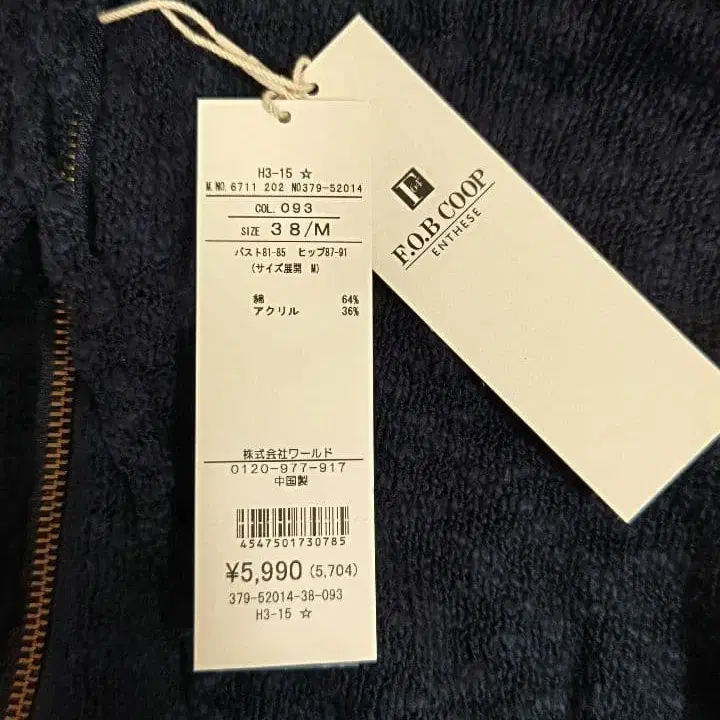 H3-15 ☆
M.NO.6711 202 NO379-52014
COL.093
SIZE 38/M
バスト81-85 ヒップ87-91
(サイズ展開 M)
綿 64%
アクリル 36%
株式会社ワールド
0120-977-917
中国製
4547501730785
¥5,990(5,704)
379-52014-38-093
H3-15 ☆
F.O.B COOP
ENTHESE